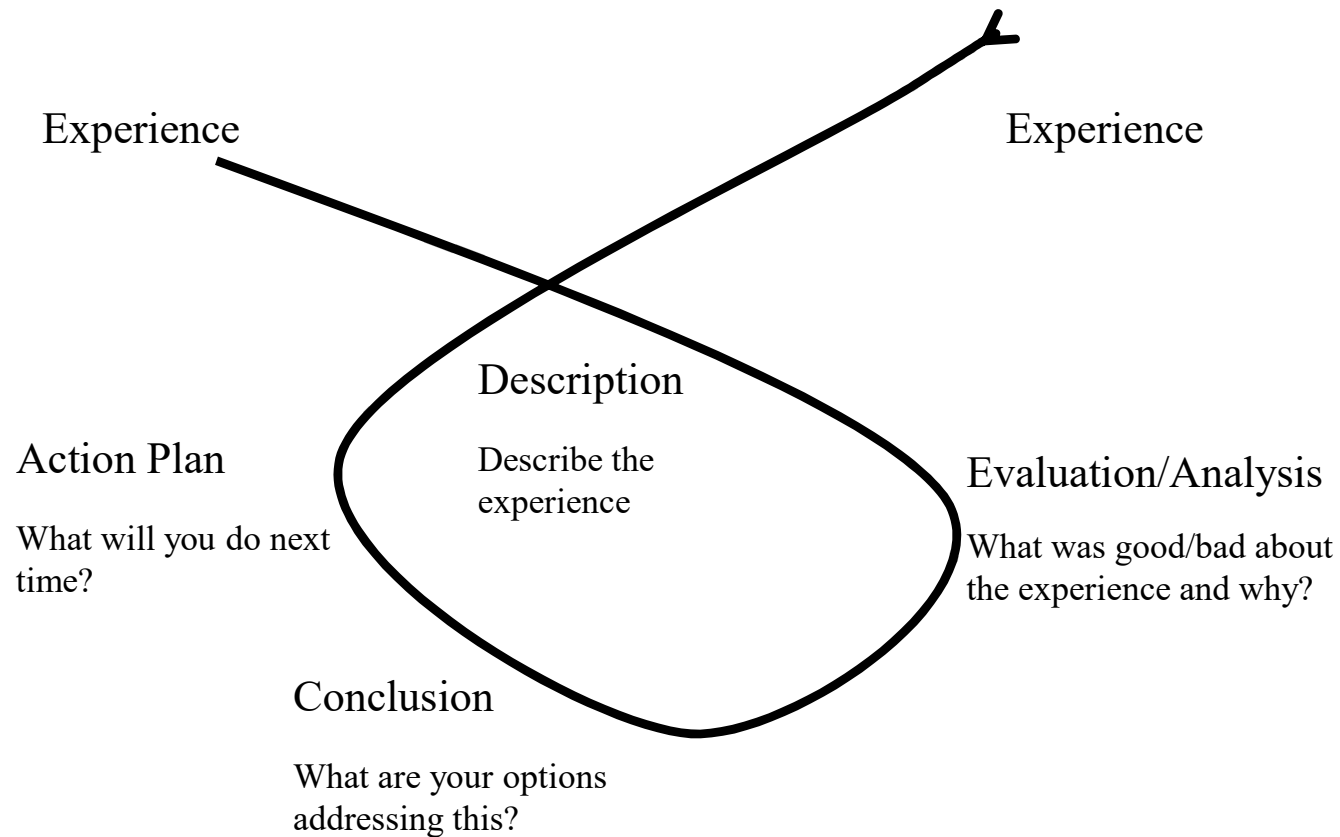 Experience
Experience
Description
Describe the
experience
Action Plan
What will you do next
time?
Evaluation/Analysis
What was good/bad about
the experience and why?
Conclusion
What are your options
addressing this?